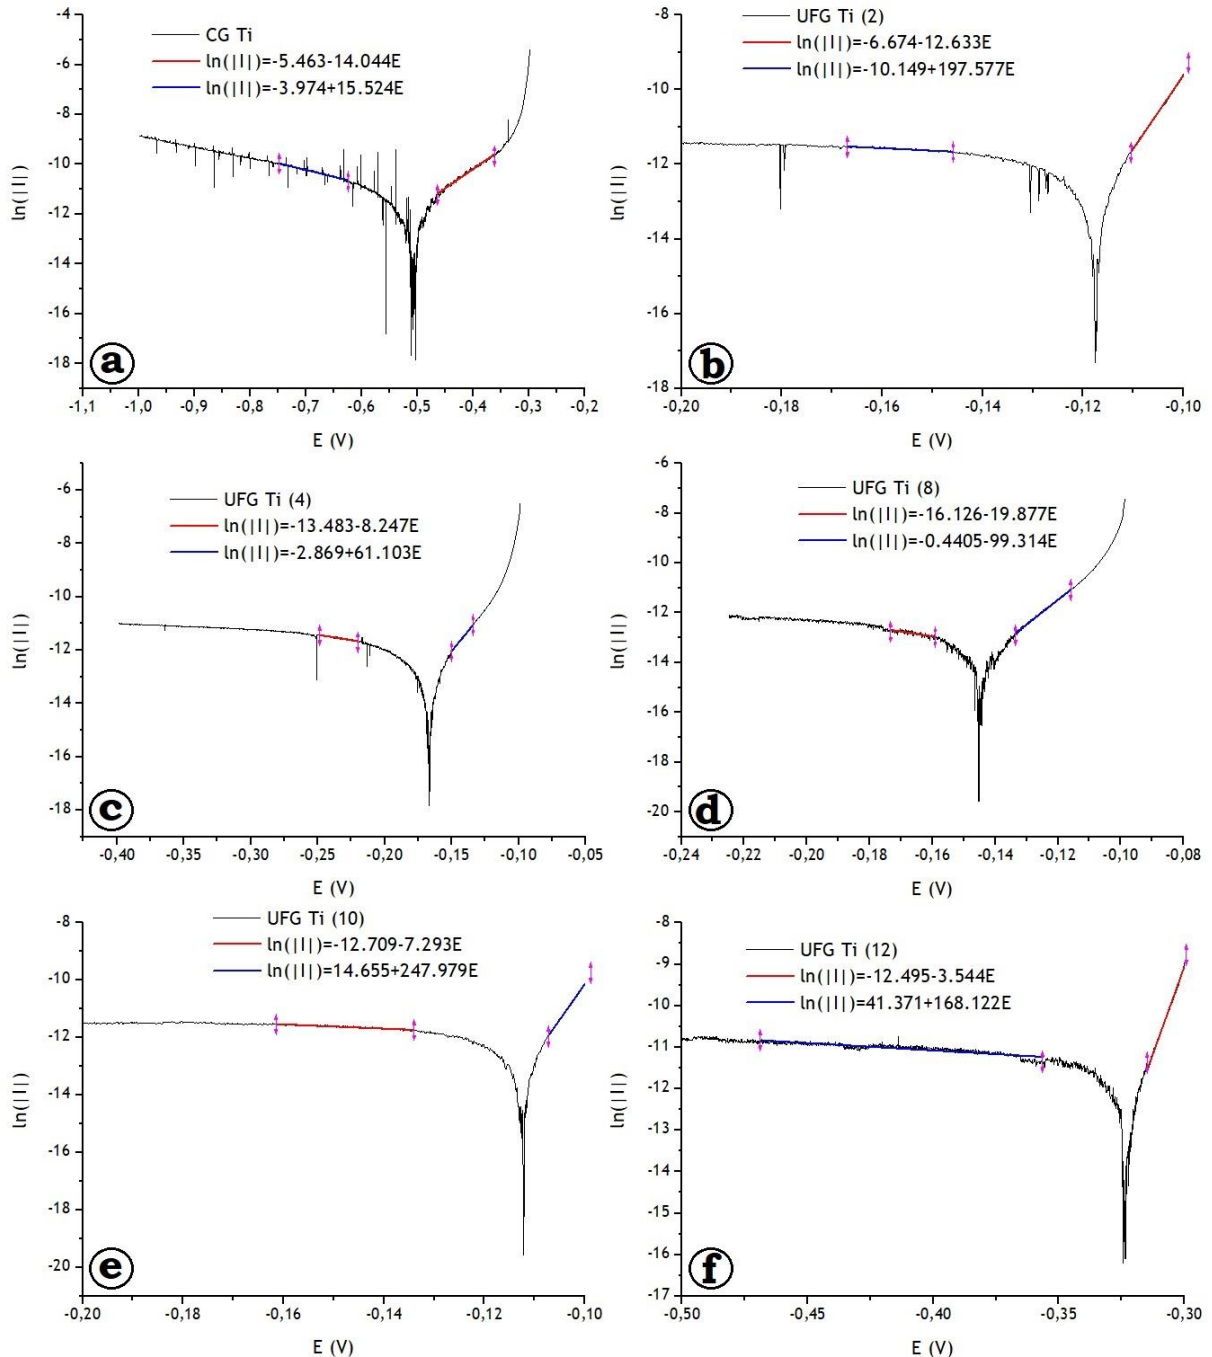 CG Ti
ln(|I|)=-5.463-14.044E
ln(|I|)=-3.974+15.524E
-4
-6
-8
-10
-12
-14
-16
-18
ln(|I|)
a
-1,1 -1,0 -0,9 -0,8 -0,7 -0,6 -0,5 -0,4 -0,3 -0,2
E (V)
UFG Ti (2)
ln(|I|)=-6.674-12.633E
ln(|I|)=-10.149+197.577E
-8
-10
-12
-14
-16
-18
ln(|I|)
b
-0,20 -0,18 -0,16 -0,14 -0,12 -0,10
E (V)
UFG Ti (4)
ln(|I|)=-13.483-8.247E
ln(|I|)=-2.869+61.103E
-6
-8
-10
-12
-14
-16
-18
ln(|I|)
c
-0,40 -0,35 -0,30 -0,25 -0,20 -0,15 -0,10 -0,05
E (V)
UFG Ti (8)
ln(|I|)=-16.126-19.877E
ln(|I|)=-0.4405-99.314E
-6
-8
-10
-12
-14
-16
-18
-20
ln(|I|)
d
-0,24 -0,22 -0,20 -0,18 -0,16 -0,14 -0,12 -0,10 -0,08
E (V)
UFG Ti (10)
ln(|I|)=-12.709-7.293E
ln(|I|)=14.655+247.979E
-8
-10
-12
-14
-16
-18
-20
ln(|I|)
e
-0,20 -0,18 -0,16 -0,14 -0,12 -0,10
E (V)
UFG Ti (12)
ln(|I|)=-12.495-3.544E
ln(|I|)=41.371+168.122E
-8
-9
-10
-11
-12
-13
-14
-15
-16
-17
ln(|I|)
f
-0,50 -0,45 -0,40 -0,35 -0,30
E (V)